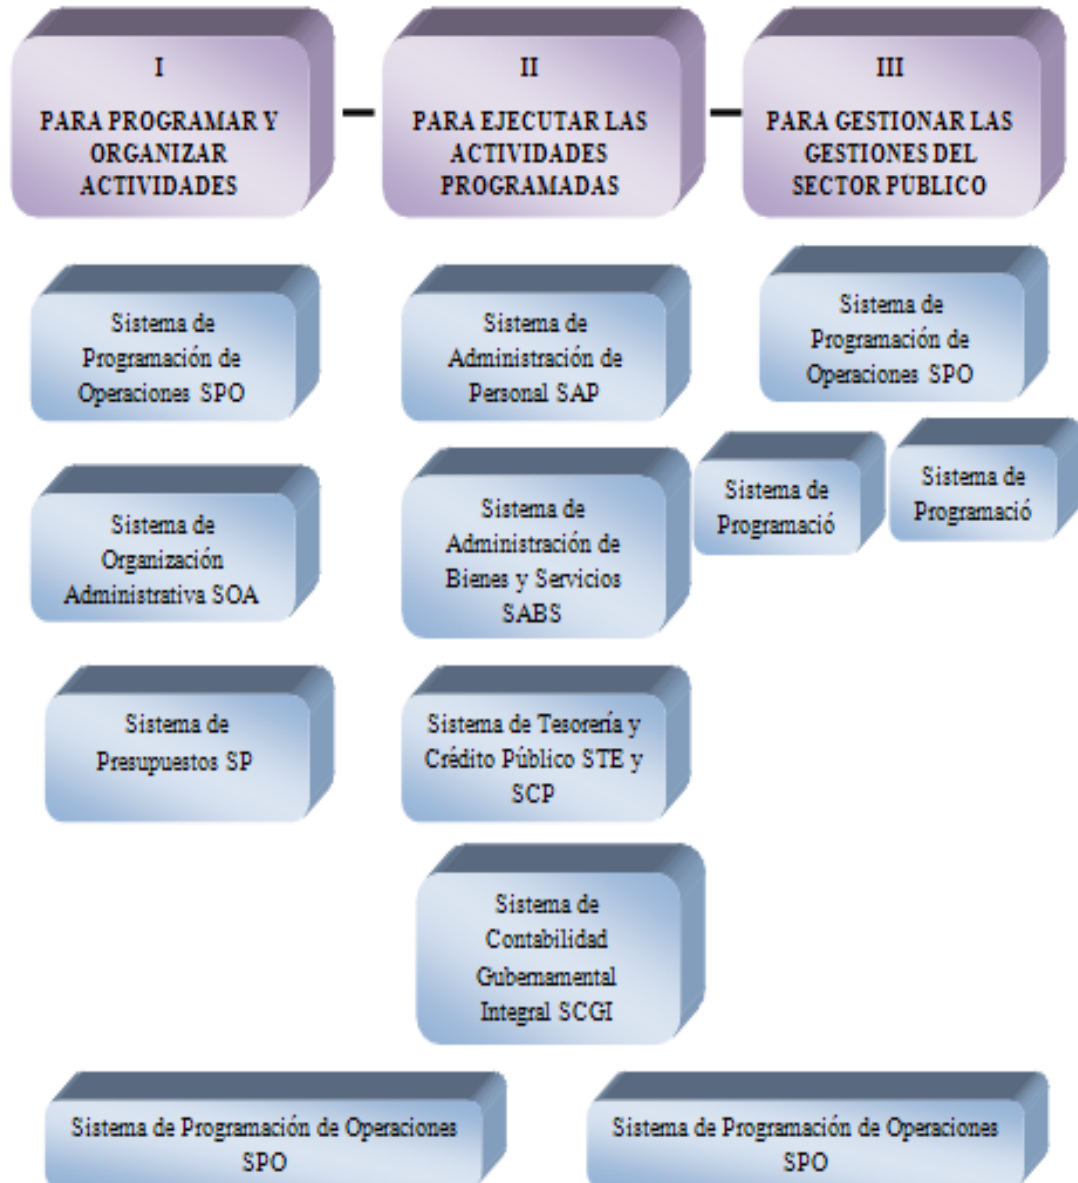 I
PARA PROGRAMAR Y
ORGANIZAR
ACTIVIDADES
II
PARA EJECUTAR LAS
ACTIVIDADES
PROGRAMADAS
III
PARA GESTIONAR LAS
GESTIONES DEL
SECTOR PÚBLICO
Sistema de
Programación de
Operaciones SPO
Sistema de
Organización
Administrativa SOA
Sistema de
Presupuestos SP
Sistema de
Administración de
Personal SAP
Sistema de
Administración de
Bienes y Servicios
SABS
Sistema de Tesorería y
Crédito Público STE y
SCP
Sistema de
Contabilidad
Gubernamental
Integral SCGI
Sistema de
Programación de
Operaciones SPO
Sistema de
Programació
Sistema de
Programació
Sistema de Programación de Operaciones
SPO
Sistema de Programación de Operaciones
SPO